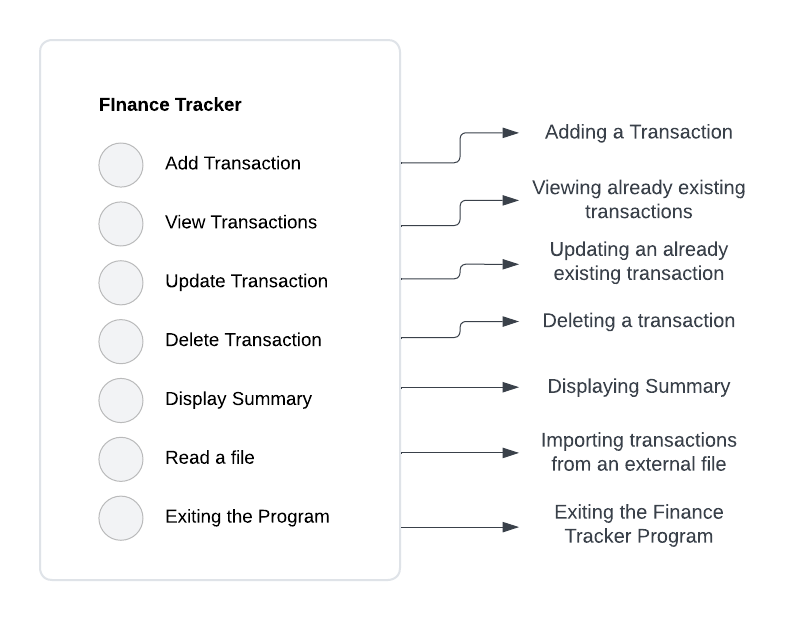 FInance Tracker
Add Transaction
View Transactions
Update Transaction
Delete Transaction
Display Summary
Read a file
Exiting the Program
Adding a Transaction
Viewing already existing
transactions
Updating an already
existing transaction
Deleting a transaction
Displaying Summary
Importing transactions
from an external file
Exiting the Finance
Tracker Program